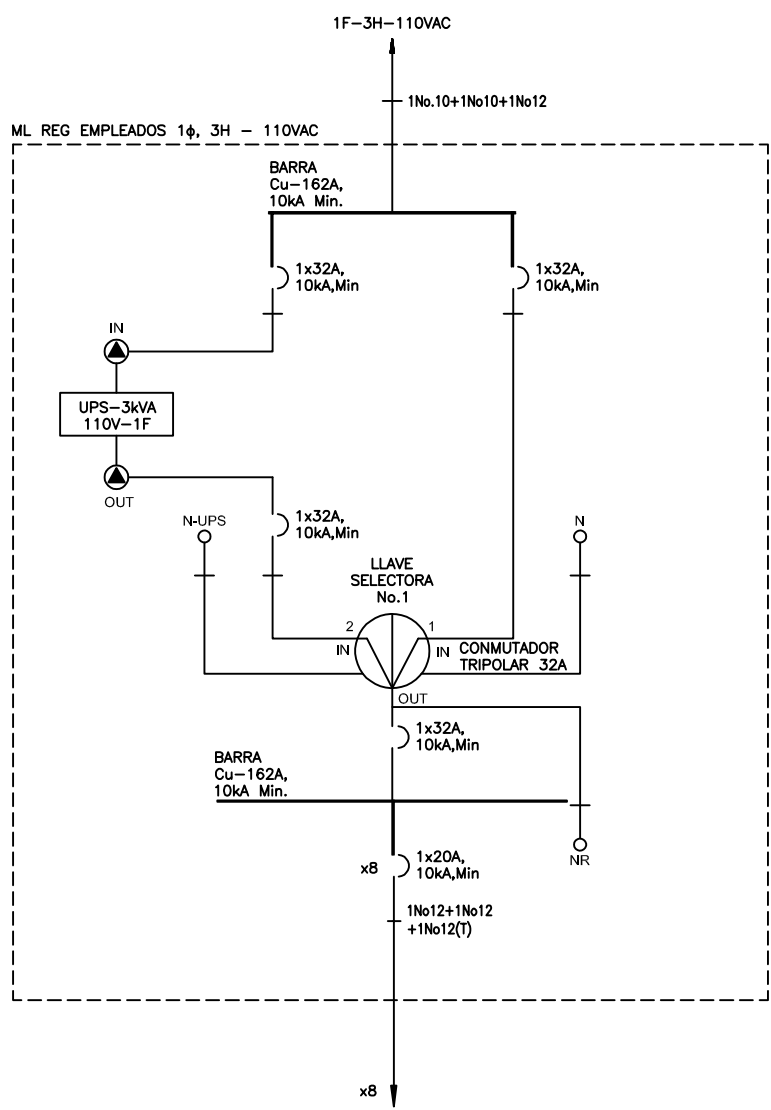 1F-3H-110VAC
1No.10+1No10+1No12
ML REG EMPLEADOS 1ϕ, 3H - 110VAC
BARRA
Cu-162A,
10kA Min.
1x32A,
10kA,Min
1x32A,
10kA,Min
IN
UPS-3kVA
110V-1F
OUT
N-UPS
1x32A,
10kA,Min
N
LLAVE
SELECTORA
No.1
2
1
IN
IN
CONMUTADOR
TRIPOLAR 32A
OUT
1x32A,
10kA,Min
BARRA
Cu-162A,
10kA Min.
NR
x8
1x20A,
10kA,Min
1No12+1No12
+1No12(T)
x8